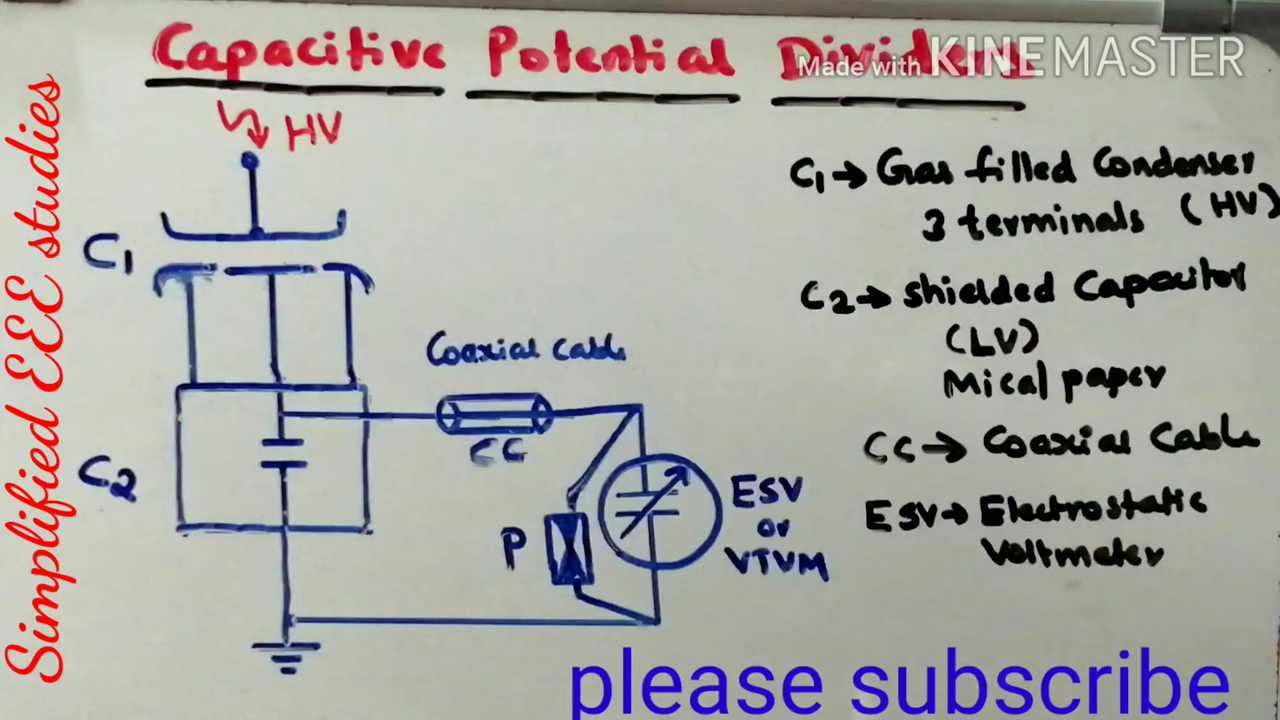 Capacitive Potential Dividers
Made with KINEMASTER
Simplified EEE studies
HV
C1
C2
Coaxial Cable
CC
P
ESV
or
VTVM
C1→ Gas filled Condenser
3 terminals (HV)
C2→ Shielded Capacitor
(LV)
Mical paper
CC→ Coaxial Cable
ESV→ Electrostatic
Voltmeter
please subscribe